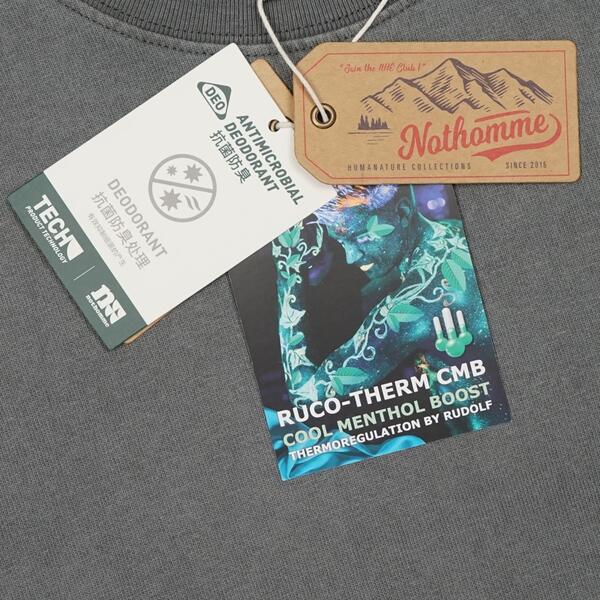 "Join the NHE Club!"
Nothomme
HUMANATURE COLLECTIONS SINCE 2015
DEO
ANTIMICROBIAL
DEODORANT
抗菌防臭
DEODORANT
抗菌防臭处理
TECH
PRODUCT TECHNOLOGY
nothomme
RUCO-THERM CMB
COOL MENTHOL BOOST
THERMOREGULATION BY RUDOLF